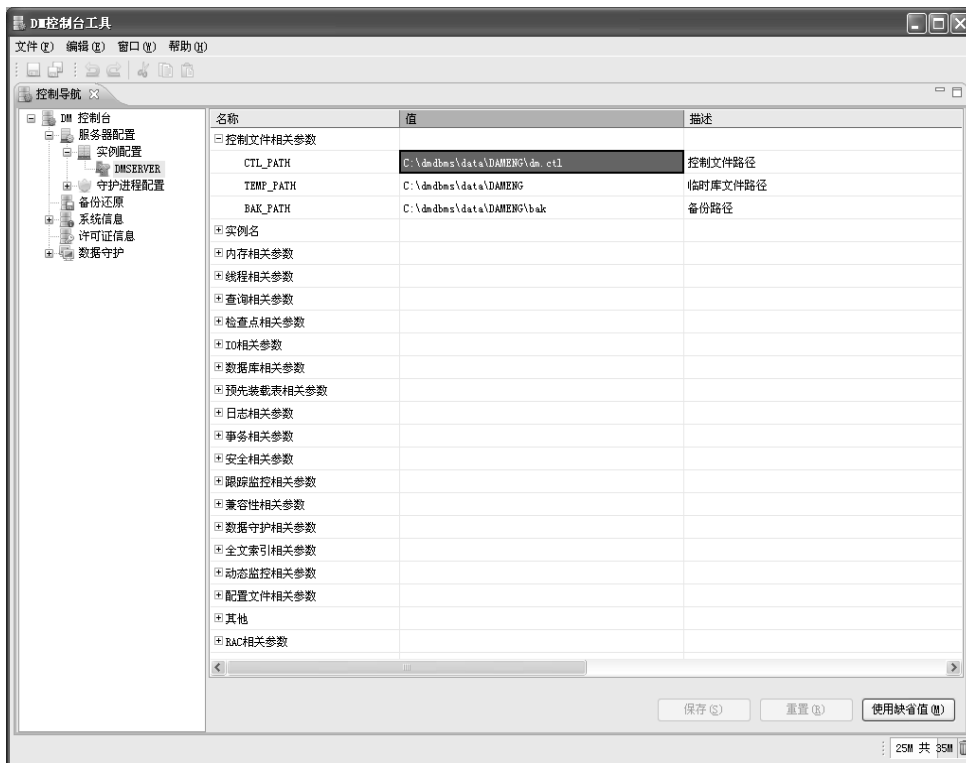 DM控制台工具
文件(F) 编辑(E) 窗口(W) 帮助(H)
控制导航
DM 控制台
服务器配置
实例配置
DMSERVER
守护进程配置
备份还原
系统信息
许可证信息
数据守护
名称 值 描述
控制文件相关参数
CTL_PATH C:\dmdbms\data\DAMENG\dm.ctl 控制文件路径
TEMP_PATH C:\dmdbms\data\DAMENG 临时库文件路径
BAK_PATH C:\dmdbms\data\DAMENG\bak 备份路径
实例名
内存相关参数
线程相关参数
查询相关参数
检查点相关参数
IO相关参数
数据库相关参数
预先装载表相关参数
日志相关参数
事务相关参数
安全相关参数
跟踪监控相关参数
兼容性相关参数
数据守护相关参数
全文索引相关参数
动态监控相关参数
配置文件相关参数
其他
RAC相关参数
保存(S) 重置(R) 使用缺省值(M)
25M 共 35M